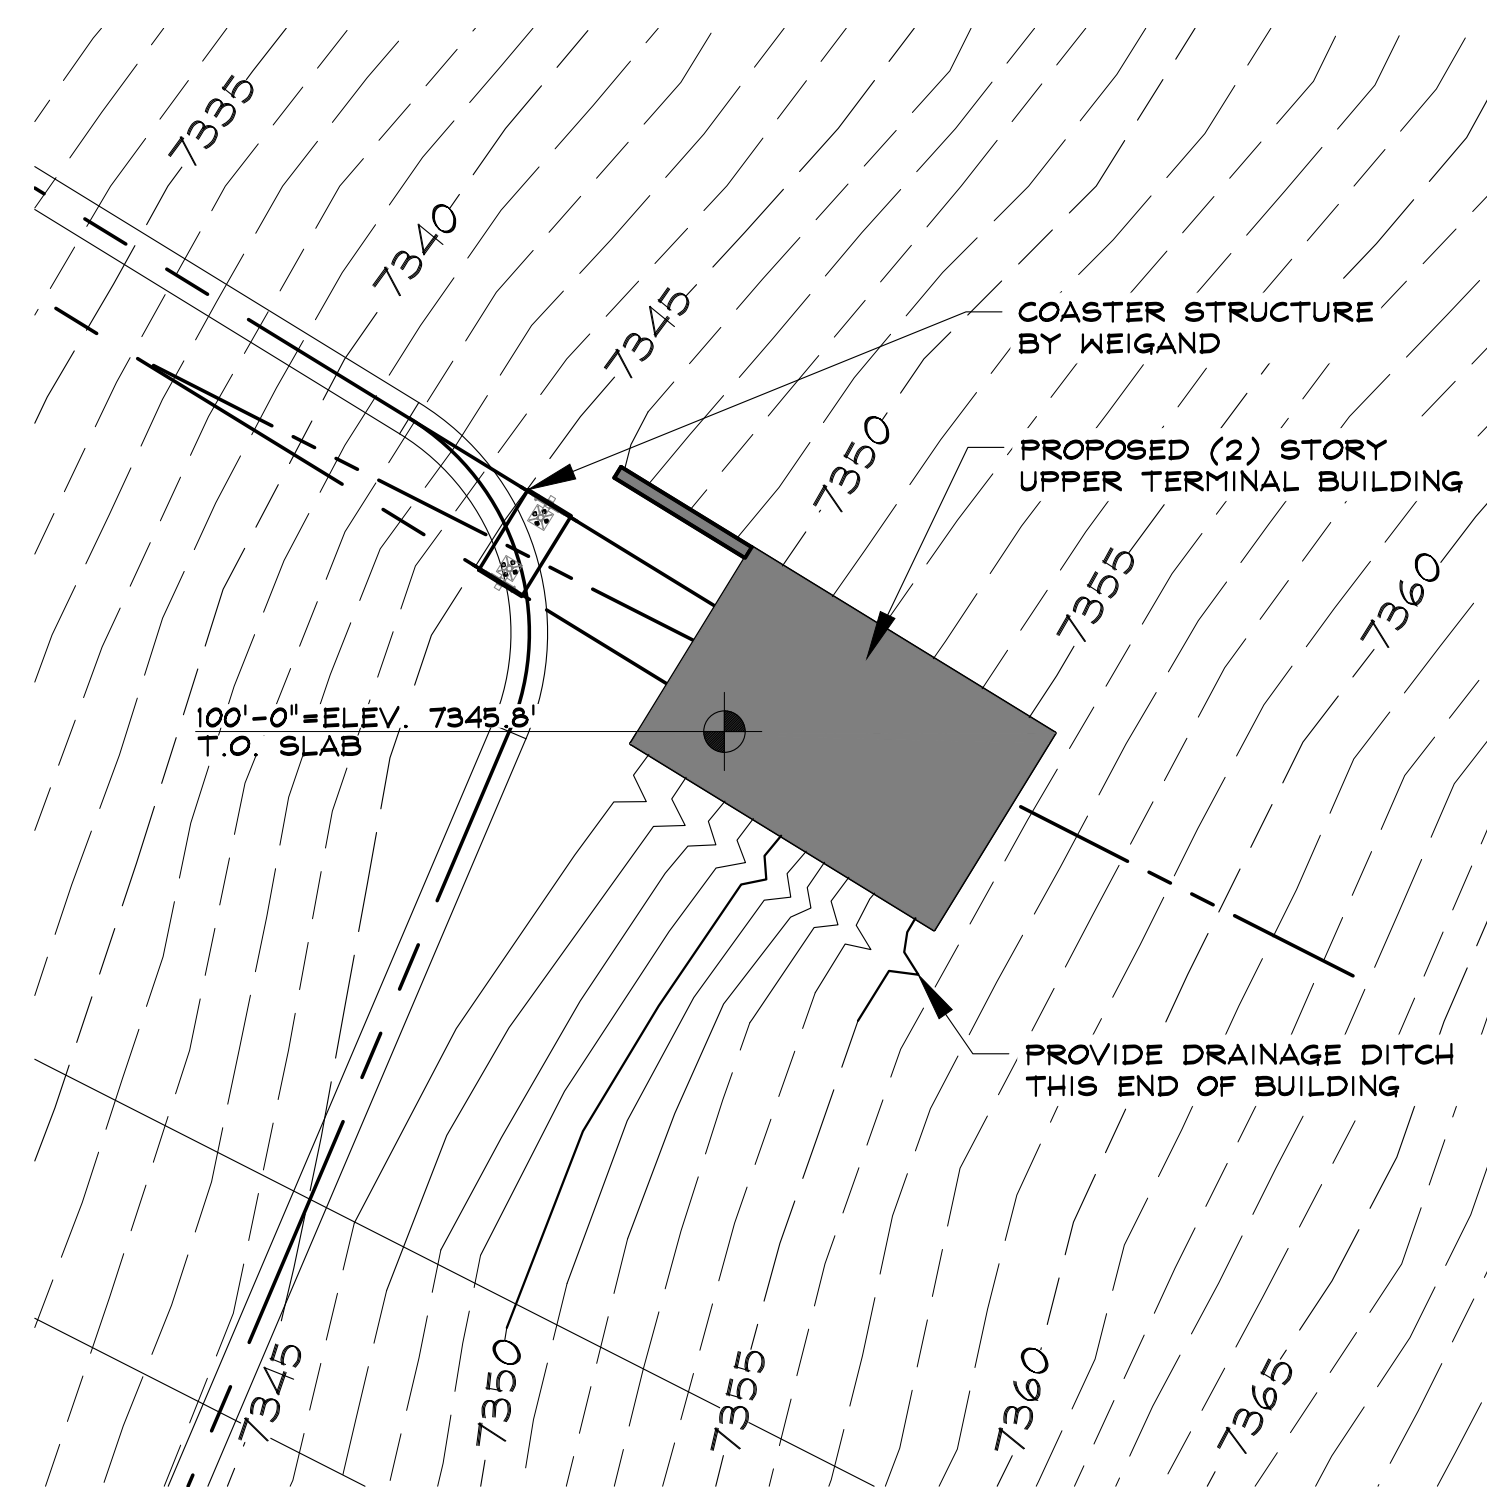 7335
7340
7345
COASTER STRUCTURE
BY WEIGAND
7350
PROPOSED (2) STORY
UPPER TERMINAL BUILDING
7355
7360
100'-0"=ELEV. 7345.8'
T.O. SLAB
PROVIDE DRAINAGE DITCH
THIS END OF BUILDING
7345
7350
7355
7360
7365